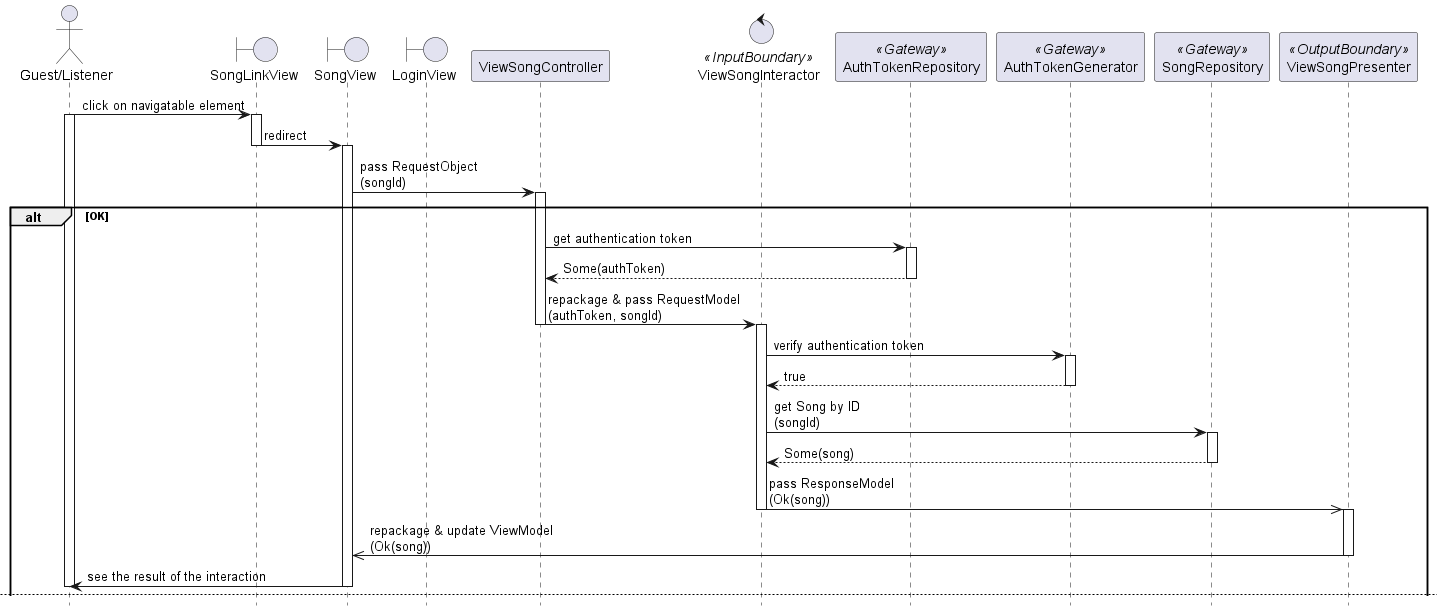 Guest/Listener
SongLinkView
SongView
LoginView
ViewSongController
«InputBoundary»
ViewSongInteractor
«Gateway»
AuthTokenRepository
«Gateway»
AuthTokenGenerator
«Gateway»
SongRepository
«OutputBoundary»
ViewSongPresenter
click on navigatable element
redirect
pass RequestObject
(songId)
alt
[OK]
get authentication token
Some(authToken)
repackage & pass RequestModel
(authToken, songId)
verify authentication token
true
get Song by ID
(songId)
Some(song)
pass ResponseModel
(Ok(song))
repackage & update ViewModel
(Ok(song))
see the result of the interaction